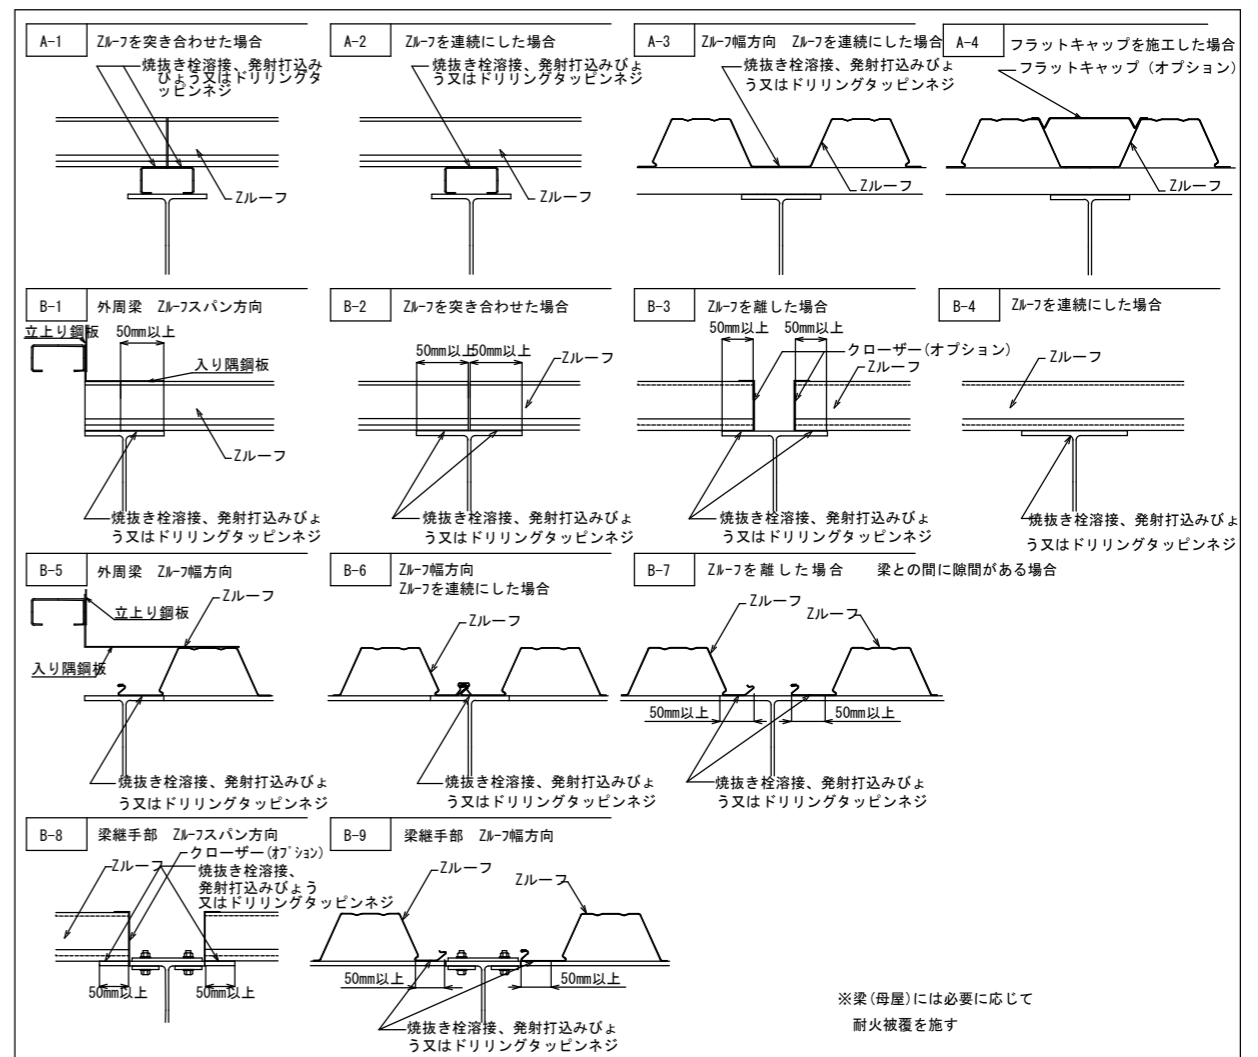 A-1 Zルーフを突き合わせた場合
焼抜き栓溶接、発射打込み
びょう又はドリリングタ
ッピンネジ
Zルーフ
A-2 Zルーフを連続にした場合
焼抜き栓溶接、発射打込みびょ
う又はドリリングタッピンネジ
Zルーフ
A-3 Zルーフ幅方向 Zルーフを連続にした場合
焼抜き栓溶接、発射打込みびょ
う又はドリリングタッピンネジ
Zルーフ
A-4 フラットキャップを施工した場合
フラットキャップ (オプション)
Zルーフ
B-1 外周梁 Zルーフスパン方向
立上り鋼板 50mm以上
入り隅鋼板
Zルーフ
焼抜き栓溶接、発射打込みびょ
う又はドリリングタッピンネジ
B-2 Zルーフを突き合わせた場合
50mm以上 50mm以上
Zルーフ
焼抜き栓溶接、発射打込みびょ
う又はドリリングタッピンネジ
B-3 Zルーフを離した場合
50mm以上 50mm以上
クローザー(オプション)
Zルーフ
焼抜き栓溶接、発射打込みびょ
う又はドリリングタッピンネジ
B-4 Zルーフを連続にした場合
Zルーフ
焼抜き栓溶接、発射打込みびょ
う又はドリリングタッピンネジ
B-5 外周梁 Zルーフ幅方向
Zルーフ
立上り鋼板
入り隅鋼板
焼抜き栓溶接、発射打込みびょ
う又はドリリングタッピンネジ
B-6 Zルーフ幅方向
Zルーフを連続にした場合
Zルーフ
焼抜き栓溶接、発射打込みびょ
う又はドリリングタッピンネジ
B-7 Zルーフを離した場合 梁との間に隙間がある場合
Zルーフ
Zルーフ
50mm以上 50mm以上
焼抜き栓溶接、発射打込みびょ
う又はドリリングタッピンネジ
B-8 梁継手部 Zルーフスパン方向
クローザー(オプション)
Zルーフ
焼抜き栓溶接、
発射打込みびょう
又はドリリングタッピンネジ
50mm以上 50mm以上
B-9 梁継手部 Zルーフ幅方向
Zルーフ
Zルーフ
50mm以上 50mm以上
焼抜き栓溶接、発射打込みびょ
う又はドリリングタッピンネジ
※梁(母屋)には必要に応じて
耐火被覆を施す